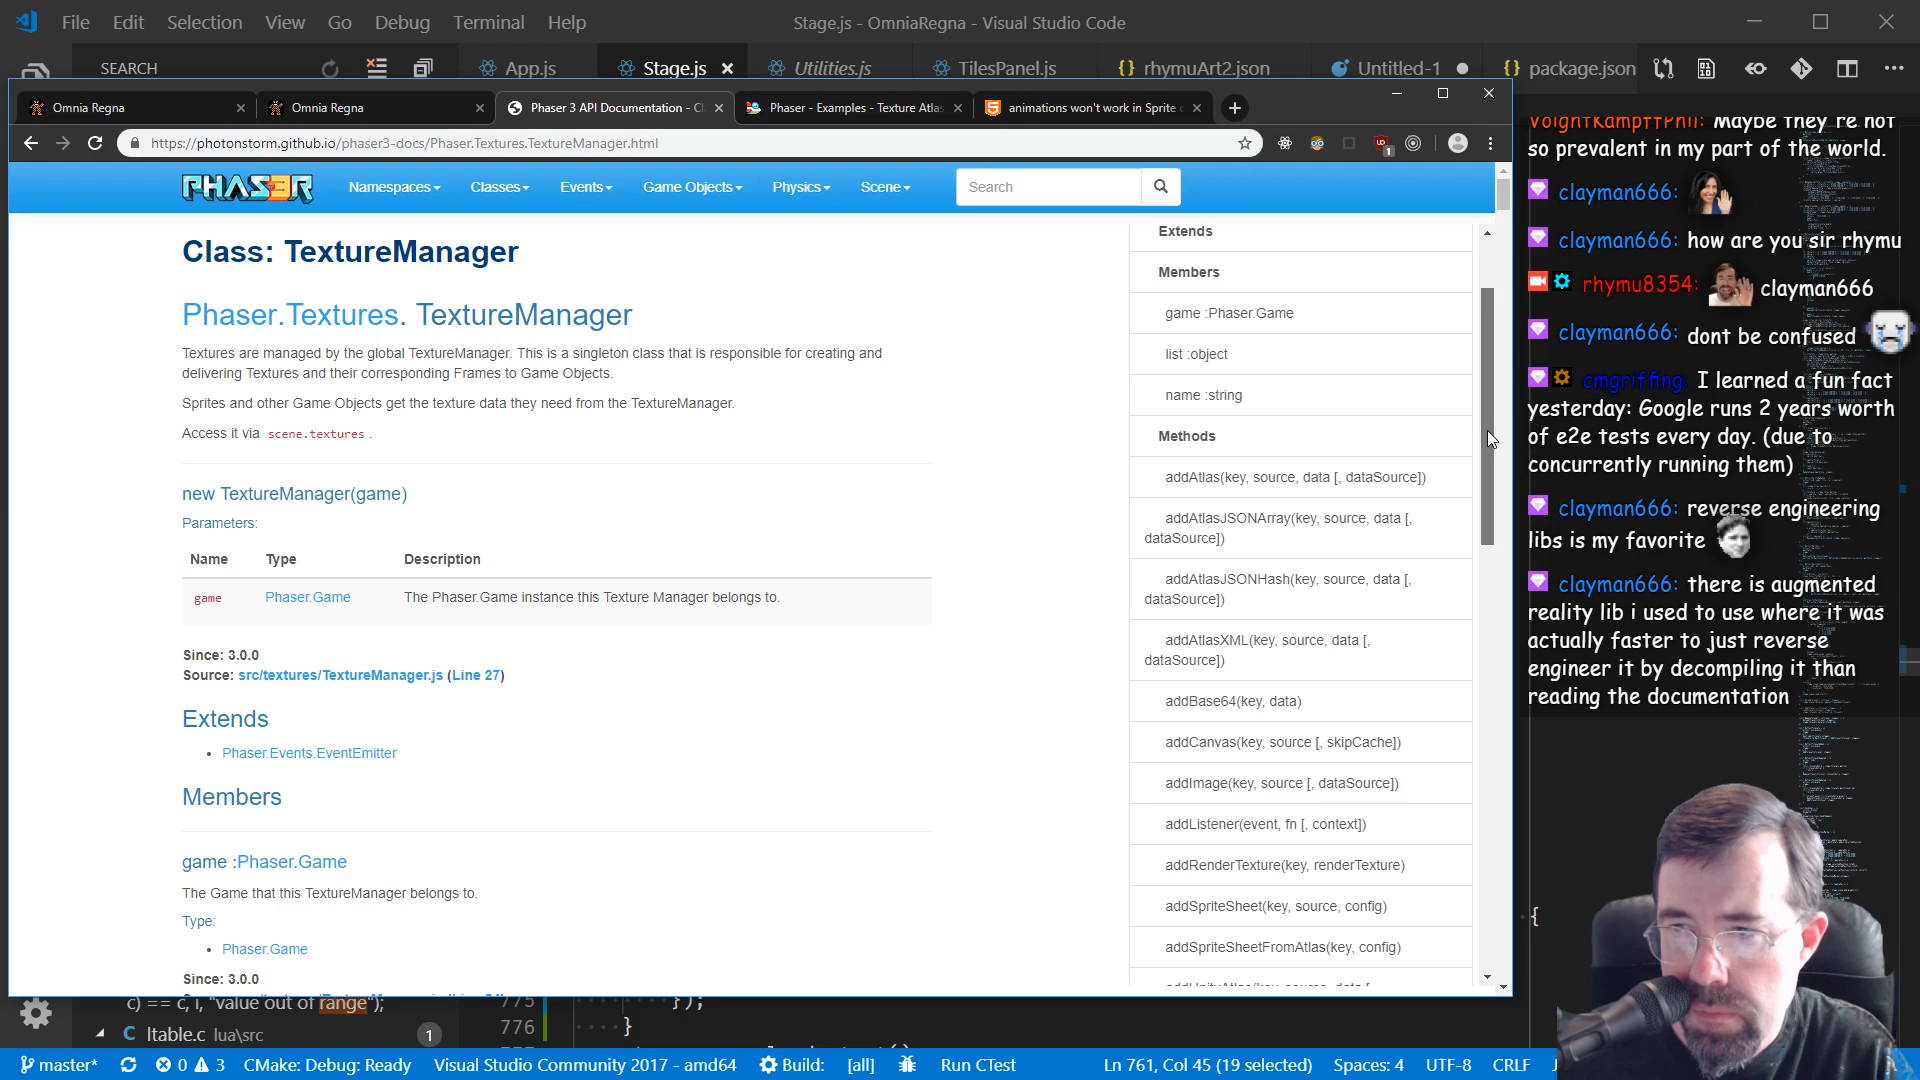 File Edit Selection View Go Debug Terminal Help
Stage.js - OmniaRegna - Visual Studio Code
SEARCH
App.js
Stage.js
Utilities.js
TilesPanel.js
{} rhymuArt2.json
Untitled-1
{} package.json
Omnia Regna
Omnia Regna
Phaser 3 API Documentation - Cl
Phaser - Examples - Texture Atlas
animations won't work in Sprite
https://photonstorm.github.io/phaser3-docs/Phaser.Textures.TextureManager.html
PHAS3R
Namespaces Classes Events Game Objects Physics Scene
Search
Class: TextureManager
Phaser.Textures. TextureManager
Textures are managed by the global TextureManager. This is a singleton class that is responsible for creating and
delivering Textures and their corresponding Frames to Game Objects.
Sprites and other Game Objects get the texture data they need from the TextureManager.
Access it via scene.textures .
new TextureManager(game)
Parameters:
Name Type Description
game Phaser.Game The Phaser.Game instance this Texture Manager belongs to.
Since: 3.0.0
Source: src/textures/TextureManager.js (Line 27)
Extends
• Phaser.Events.EventEmitter
Members
game :Phaser.Game
The Game that this TextureManager belongs to.
Type:
• Phaser.Game
Since: 3.0.0
Extends
Members
game :Phaser.Game
list :object
name :string
Methods
addAtlas(key, source, data [, dataSource])
addAtlasJSONArray(key, source, data [,
dataSource])
addAtlasJSONHash(key, source, data [,
dataSource])
addAtlasXML(key, source, data [,
dataSource])
addBase64(key, data)
addCanvas(key, source [, skipCache])
addImage(key, source [, dataSource])
addListener(event, fn [, context])
addRenderTexture(key, renderTexture)
addSpriteSheet(key, source, config)
addSpriteSheetFromAtlas(key, config)
VoightKampffPhil: Maybe they're not
so prevalent in my part of the world.
clayman666:
clayman666: how are you sir rhymu
rhymu8354: clayman666
clayman666: dont be confused
cmgriffing: I learned a fun fact
yesterday: Google runs 2 years worth
of e2e tests every day. (due to
concurrently running them)
clayman666: reverse engineering
libs is my favorite
clayman666: there is augmented
reality lib i used to use where it was
actually faster to just reverse
engineer it by decompiling it than
reading the documentation
{
c) == c, i, "value out of range");
C ltable.c lua\src
1
775 });
776 }
master* 0 3 CMake: Debug: Ready Visual Studio Community 2017 - amd64 Build: [all] Run CTest
Ln 761, Col 45 (19 selected) Spaces: 4 UTF-8 CRLF